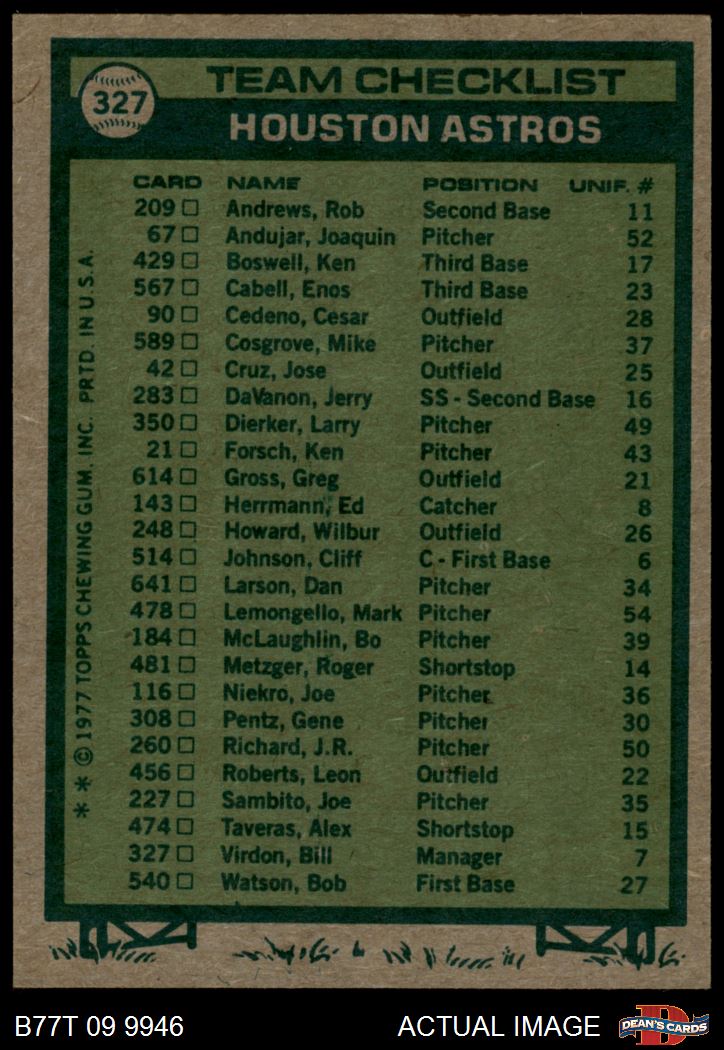 327
TEAM CHECKLIST
HOUSTON ASTROS
CARD NAME POSITION UNIF. #
209 □ Andrews, Rob Second Base 11
67 □ Andujar, Joaquin Pitcher 52
429 □ Boswell, Ken Third Base 17
567 □ Cabell, Enos Third Base 23
90 □ Cedeno, Cesar Outfield 28
589 □ Cosgrove, Mike Pitcher 37
42 □ Cruz, Jose Outfield 25
283 □ DaVanon, Jerry SS - Second Base 16
350 □ Dierker, Larry Pitcher 49
21 □ Forsch, Ken Pitcher 43
614 □ Gross, Greg Outfield 21
143 □ Herrmann, Ed Catcher 8
248 □ Howard, Wilbur Outfield 26
514 □ Johnson, Cliff C - First Base 6
641 □ Larson, Dan Pitcher 34
478 □ Lemongello, Mark Pitcher 54
184 □ McLaughlin, Bo Pitcher 39
481 □ Metzger, Roger Shortstop 14
116 □ Niekro, Joe Pitcher 36
308 □ Pentz, Gene Pitcher 30
260 □ Richard, J.R. Pitcher 50
456 □ Roberts, Leon Outfield 22
227 □ Sambito, Joe Pitcher 35
474 □ Taveras, Alex Shortstop 15
327 □ Virdon, Bill Manager 7
540 □ Watson, Bob First Base 27
* * © 1977 TOPPS CHEWING GUM, INC. PRTD. IN U.S.A.
B77T 09 9946 ACTUAL IMAGE
D
DEAN'S CARDS